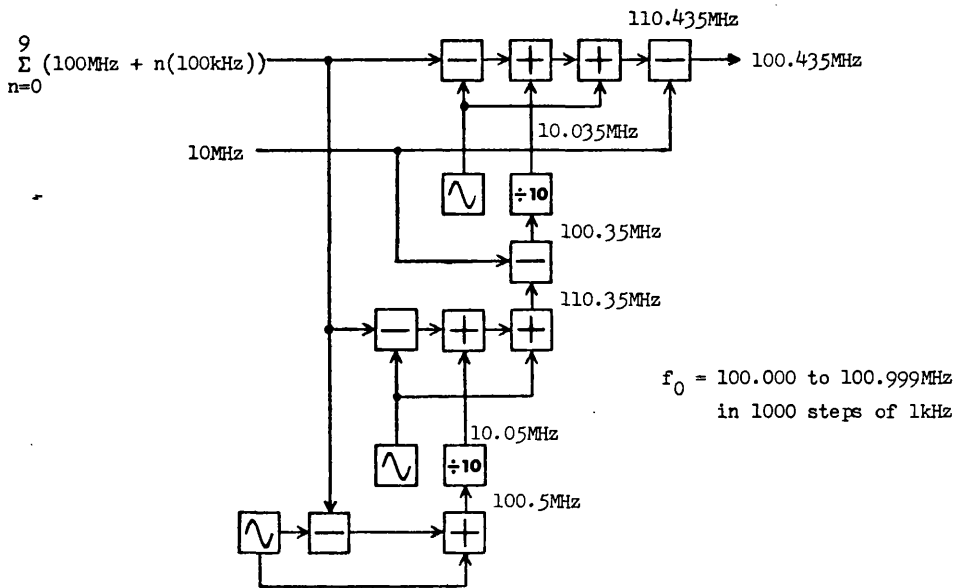 110.435MHz
9
Σ (100MHz + n(100kHz))
n=0
100.435MHz
10.035MHz
10MHz
÷10
100.35MHz
110.35MHz
f0 = 100.000 to 100.999MHz
in 1000 steps of 1kHz
10.05MHz
÷10
100.5MHz